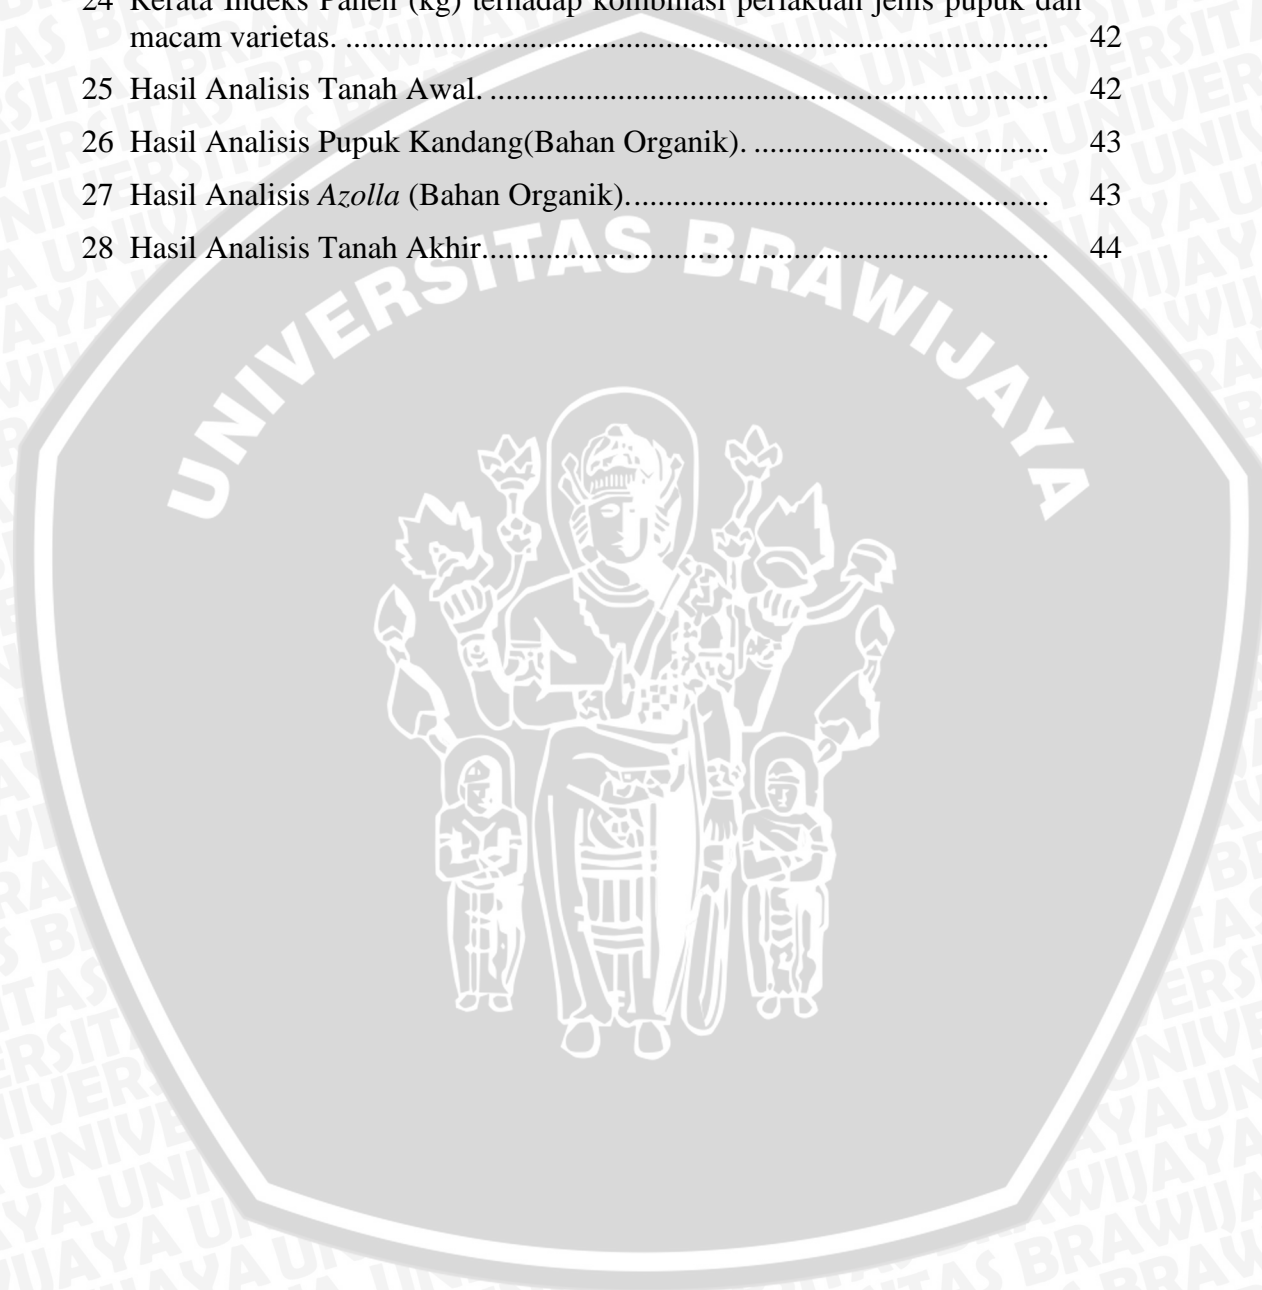 24 Rerata Indeks Panen (kg) terhadap kombinasi perlakuan jenis pupuk dan
macam varietas. ....................................................................................... 42
25 Hasil Analisis Tanah Awal. ..................................................................... 42
26 Hasil Analisis Pupuk Kandang(Bahan Organik). ..................................... 43
27 Hasil Analisis Azolla (Bahan Organik)..................................................... 43
28 Hasil Analisis Tanah Akhir...................................................................... 44
UNIVERSITAS BRAWIJAYA